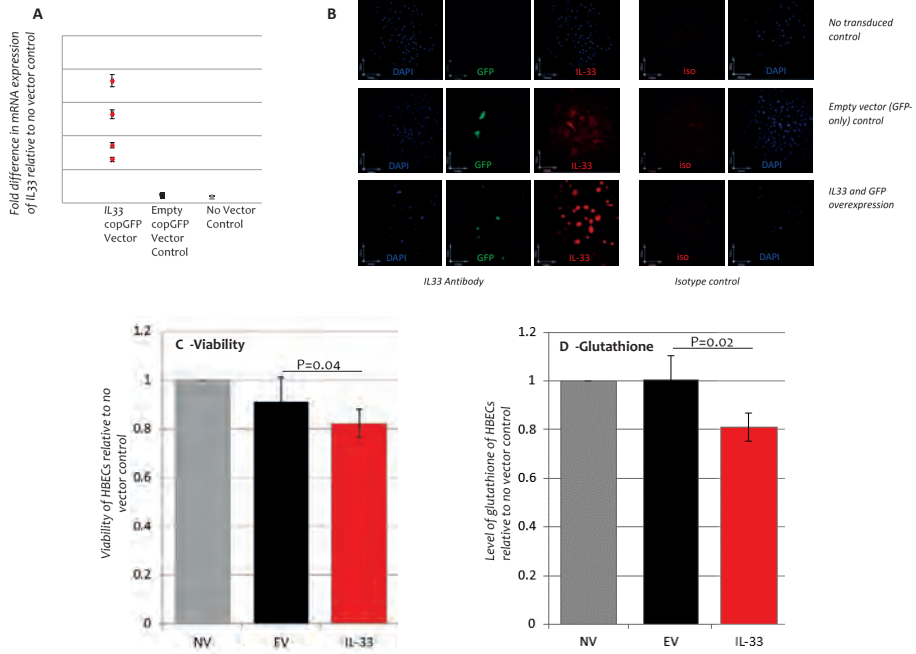 A
Fold difference in mRNA expression
of IL33 relative to no vector control
IL33
copGFP
Vector
Empty
copGFP
Vector
Control
No Vector
Control
B
DAPI
GFP
IL-33
iso
DAPI
No transduced
control
DAPI
GFP
IL-33
iso
DAPI
Empty vector (GFP-
only) control
DAPI
GFP
IL-33
iso
DAPI
IL33 and GFP
overexpression
IL33 Antibody
Isotype control
C -Viability
Viability of HBECs relative to no
vector control
1.2
1
0.8
0.6
0.4
0.2
0
P=0.04
NV
EV
IL-33
D -Glutathione
Level of glutathione of HBECs
relative to no vector control
1.2
1
0.8
0.6
0.4
0.2
0
P=0.02
NV
EV
IL-33